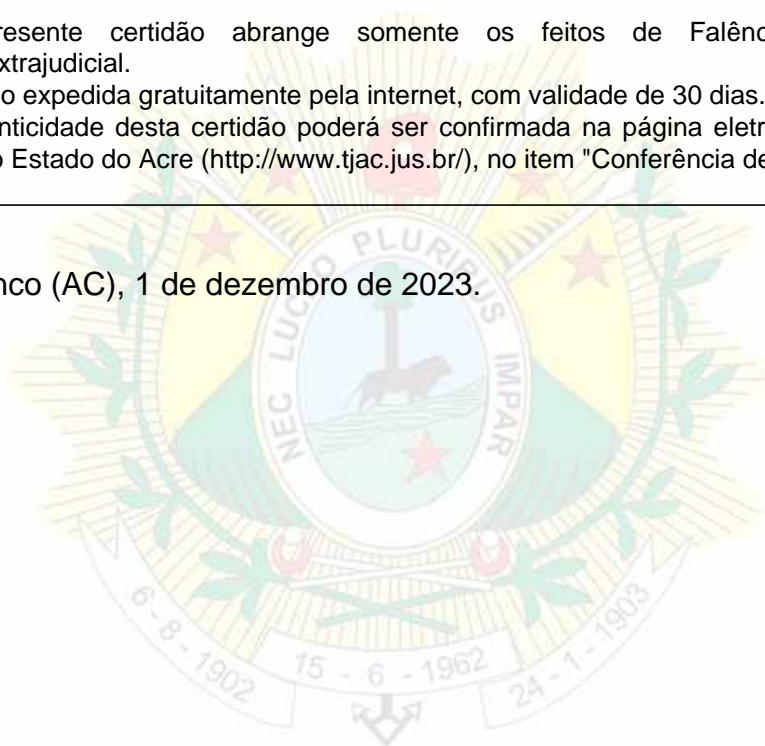 resente certidão abrange somente os feitos de Falênc
xtrajudicial.
o expedida gratuitamente pela internet, com validade de 30 dias.
nticidade desta certidão poderá ser confirmada na página eletr
o Estado do Acre (http://www.tjac.jus.br/), no item "Conferência de
nco (AC), 1 de dezembro de 2023.
NEC LUCEO PLURIBUS IMPAR
6 - 8 - 1902
15 - 6 - 1962
24 - 1 - 1903